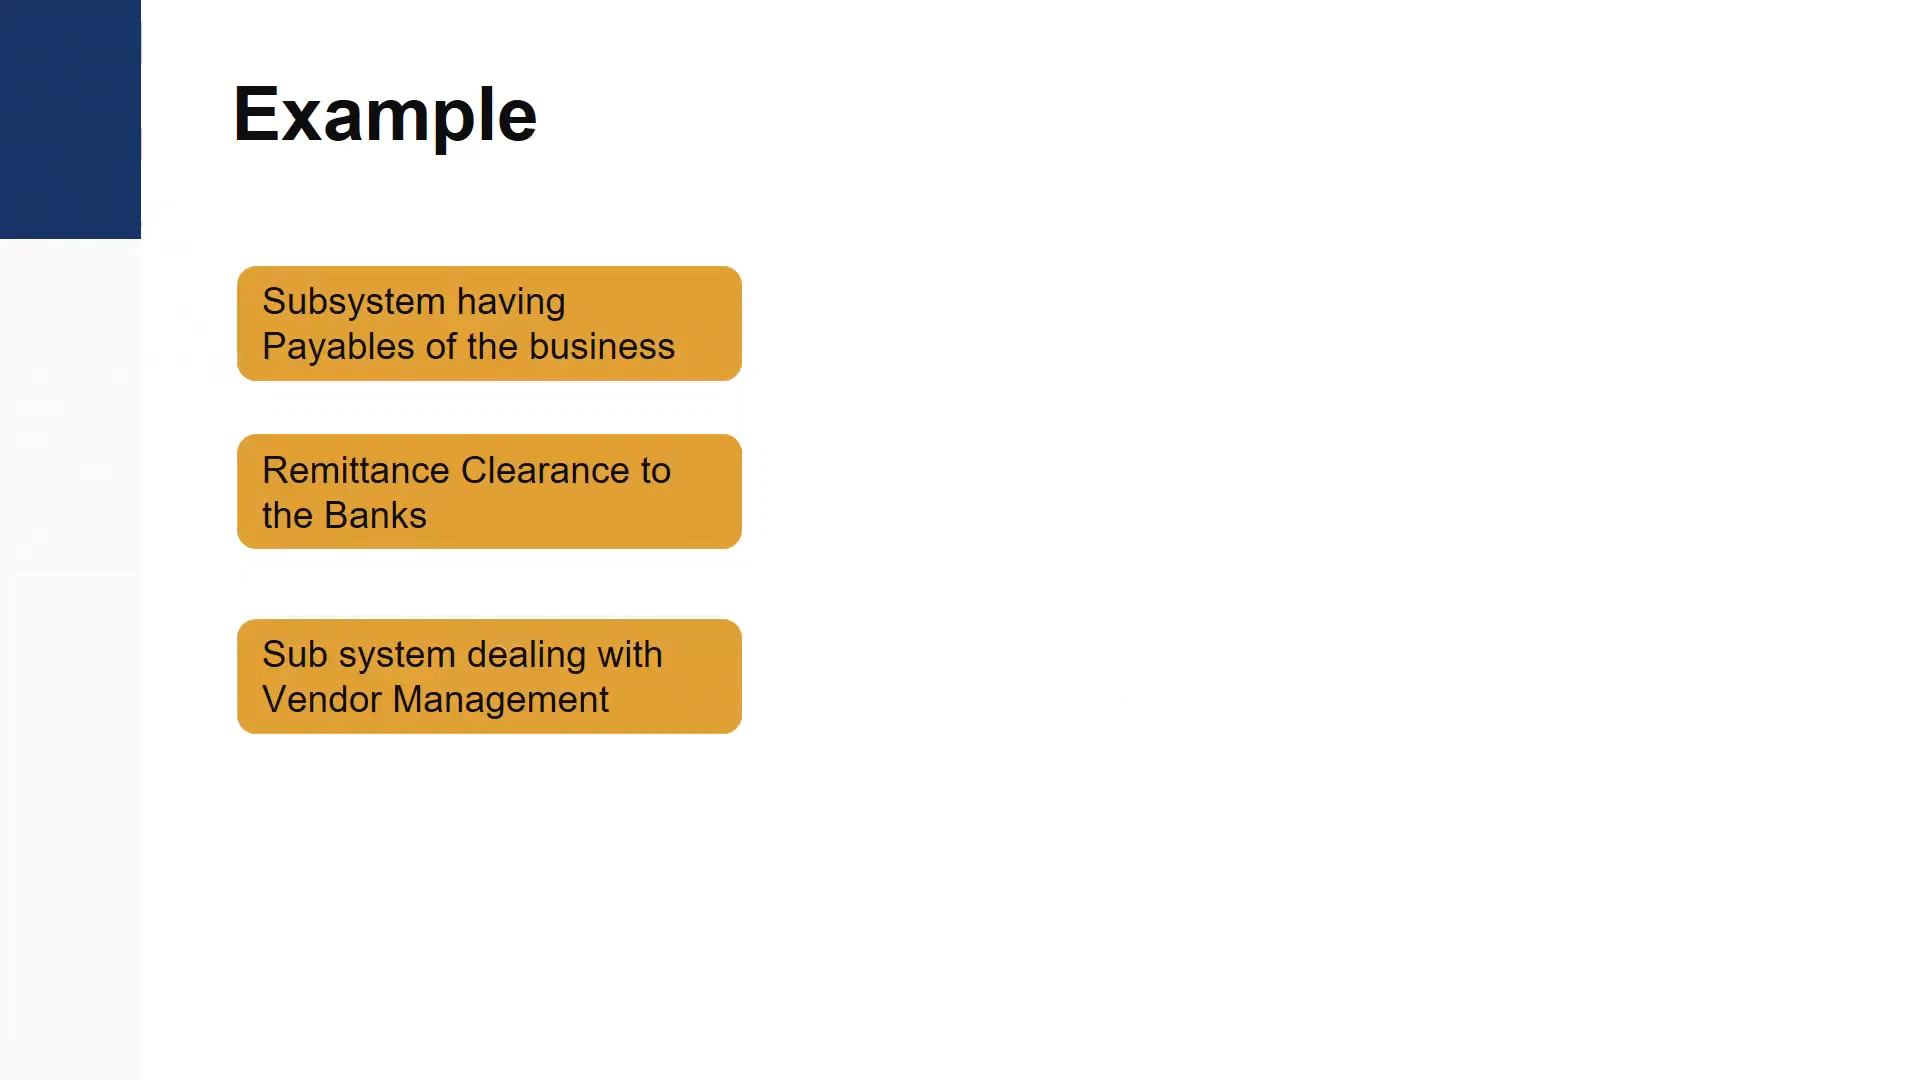 Example
Subsystem having
Payables of the business
Remittance Clearance to
the Banks
Sub system dealing with
Vendor Management